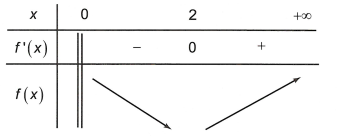 x 0 2 +∞
f'(x) − 0 +
f(x)